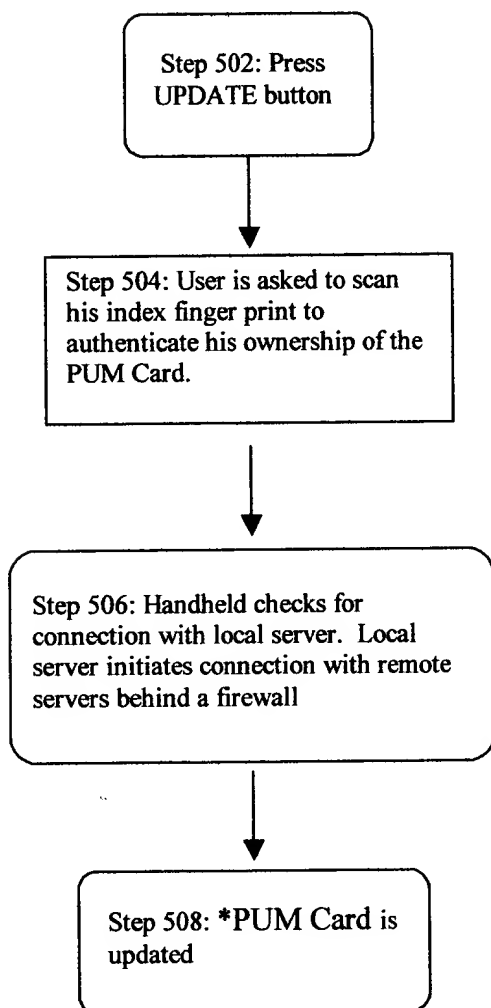 Step 502: Press
UPDATE button
Step 504: User is asked to scan
his index finger print to
authenticate his ownership of the
PUM Card.
Step 506: Handheld checks for
connection with local server. Local
server initiates connection with remote
servers behind a firewall
Step 508: *PUM Card is
updated